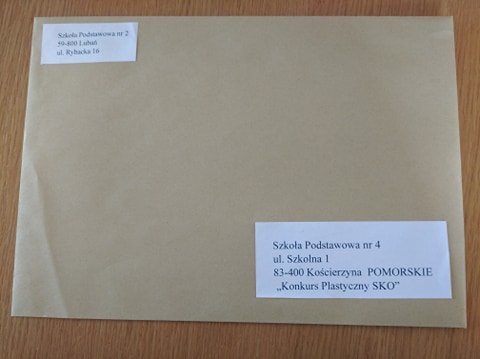 Szkoła Podstawowa nr 2
59-800 Lubań
ul. Rybacka 16
Szkoła Podstawowa nr 4
ul. Szkolna 1
83-400 Kościerzyna POMORSKIE
„Konkurs Plastyczny SKO”